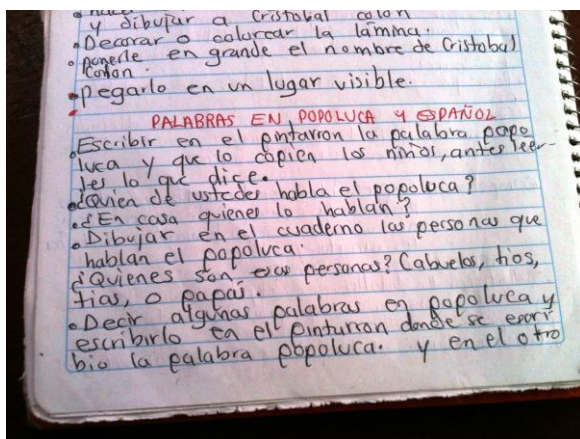 y dibujar a Cristobal colon
• Decorar o colorear la lámina.
• ponerle en grande el nombre de Cristobal
Colon.
• pegarlo en un lugar visible.
PALABRAS EN POPOLUCA Y ESPAÑOL
• Escribir en el pintarron la palabra popo
luca y que lo copien los niños, antes leer-
les lo que dice.
• ¿Quien de ustedes habla el popoluca?
• ¿En casa quienes lo hablan?
• Dibujar en el cuaderno las personas que
hablan el popoluca.
¿Quienes son esas personas? Cabuelos, tios,
tias, o papás.
• Decir algunas palabras en popoluca y
escribirlo en el pinturron donde se escri
bio la palabra popoluca. y en el otro